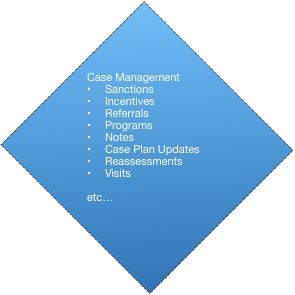 Case Management
• Sanctions
• Incentives
• Referrals
• Programs
• Notes
• Case Plan Updates
• Reassessments
• Visits
etc...